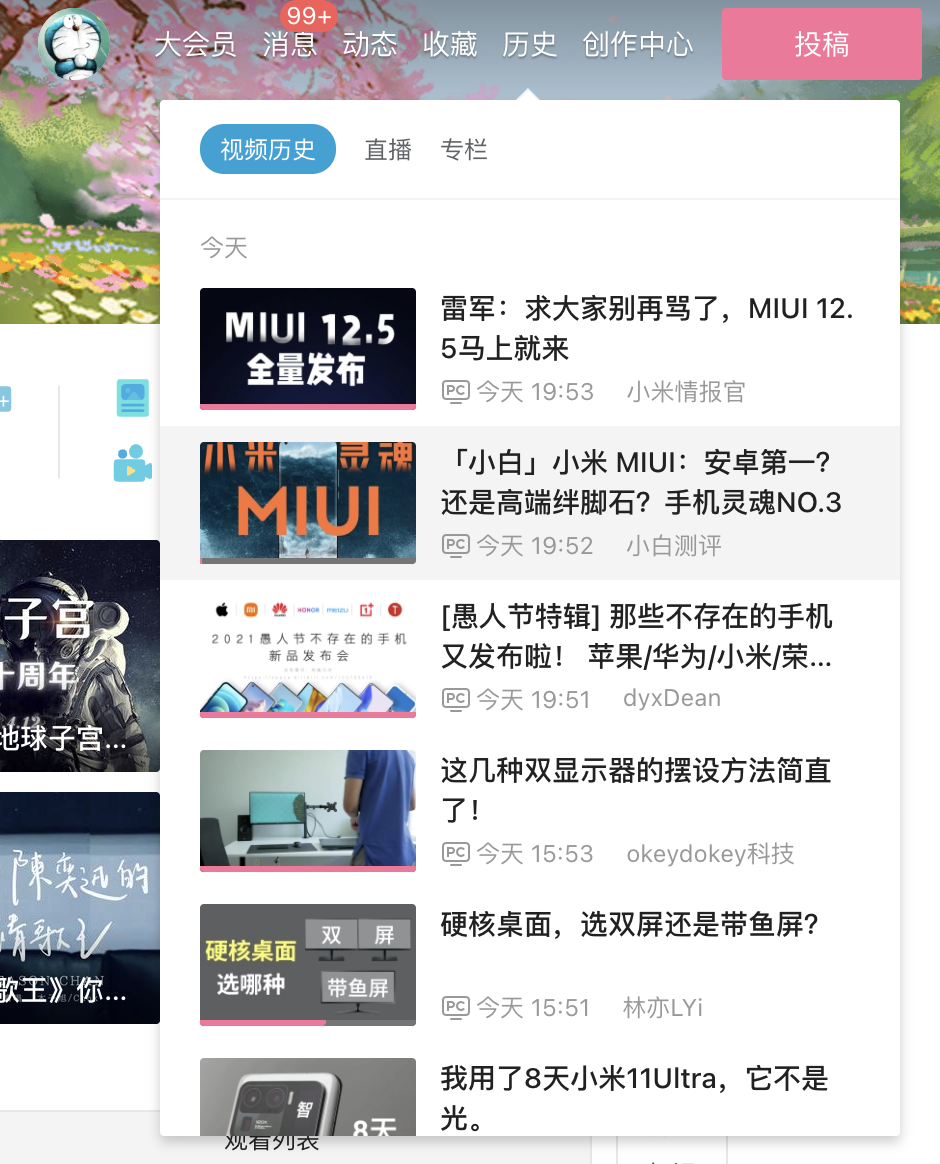 99+
大会员 消息 动态 收藏 历史 创作中心 投稿
视频历史 直播 专栏
今天
MIUI 12.5
全量发布
雷军：求大家别再骂了，MIUI 12.
5马上就来
PC 今天 19:53 小米情报官
小米 灵魂
MIUI
「小白」小米 MIUI：安卓第一?
还是高端绊脚石？手机灵魂NO.3
PC 今天 19:52 小白测评
HONOR MEIZU
2021愚人节不存在的手机
新品发布会
[愚人节特辑] 那些不存在的手机
又发布啦！ 苹果/华为/小米/荣...
PC 今天 19:51 dyxDean
这几种双显示器的摆设方法简直
了！
PC 今天 15:53 okeydokey科技
硬核桌面
选哪种
双 屏
带鱼屏
硬核桌面，选双屏还是带鱼屏?
PC 今天 15:51 林亦LYi
智
8天
我用了8天小米11Ultra，它不是
光。
子宫
十周年
地球子宫...
陳奕迅的
情歌王
JASON CHAN
歌王》你...
观看列表